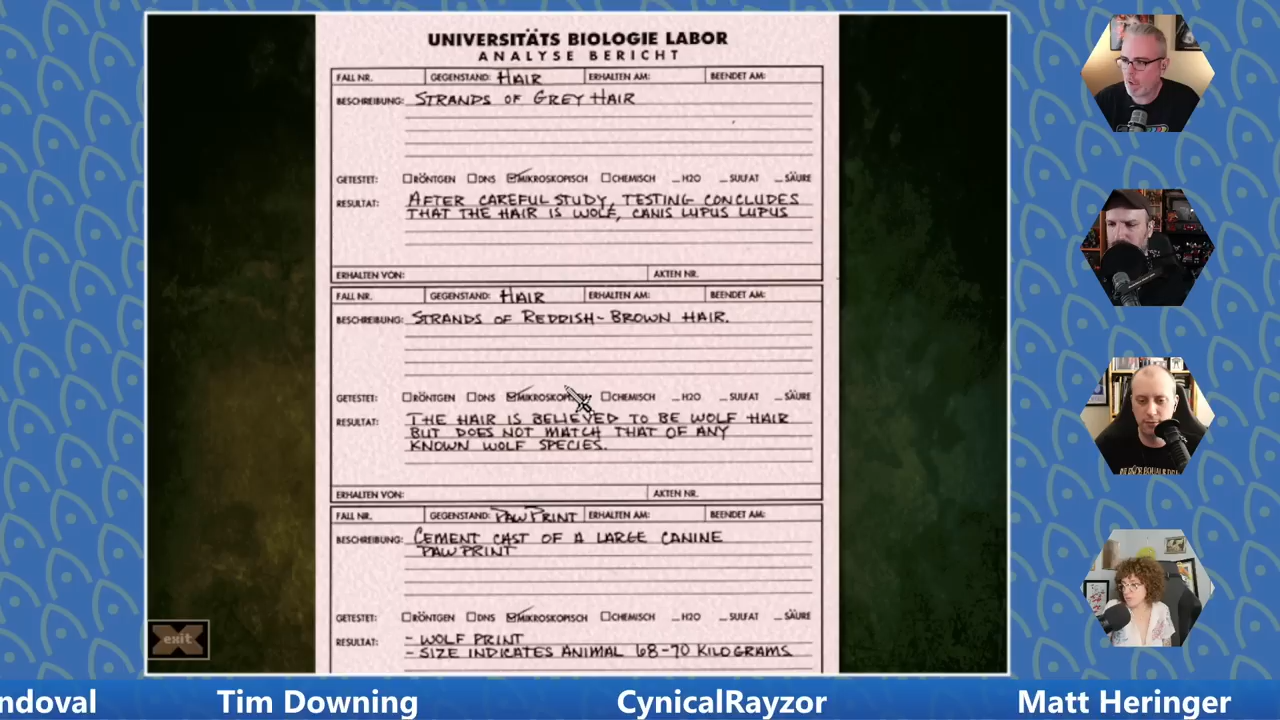 UNIVERSITÄTS BIOLOGIE LABOR
ANALYSE BERICHT
FALL NR. GEGENSTAND: HAIR ERHALTEN AM: BEENDET AM:
BESCHREIBUNG: STRANDS OF GREY HAIR
GETESTET: RÖNTGEN DNS MIKROSKOPISCH CHEMISCH H2O SULFAT SÄURE
RESULTAT: AFTER CAREFUL STUDY, TESTING CONCLUDES
THAT THE HAIR IS WOLF, CANIS LUPUS LUPUS
ERHALTEN VON: AKTEN NR.
FALL NR. GEGENSTAND: HAIR ERHALTEN AM: BEENDET AM:
BESCHREIBUNG: STRANDS OF REDDISH-BROWN HAIR.
GETESTET: RÖNTGEN DNS CHEMISCH H2O SULFAT SÄURE
RESULTAT: THE HAIR IS BELIEVED TO BE WOLF HAIR
BUT DOES NOT MATCH THAT OF ANY
KNOWN WOLF SPECIES.
ERHALTEN VON: AKTEN NR.
FALL NR. GEGENSTAND: PAW PRINT ERHALTEN AM: BEENDET AM:
BESCHREIBUNG: CEMENT CAST OF A LARGE CANINE
PAW PRINT
GETESTET: RÖNTGEN DNS MIKROSKOPISCH CHEMISCH H2O SULFAT SÄURE
RESULTAT: - WOLF PRINT
- SIZE INDICATES ANIMAL 68-70 KILOGRAMS
exit
ndoval Tim Downing CynicalRayzor Matt Heringer